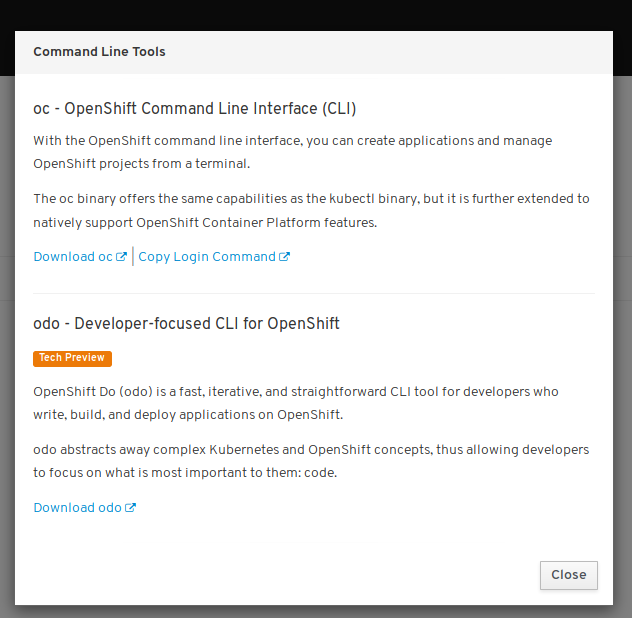 Command Line Tools
oc - OpenShift Command Line Interface (CLI)
With the OpenShift command line interface, you can create applications and manage
OpenShift projects from a terminal.
The oc binary offers the same capabilities as the kubectl binary, but it is further extended to
natively support OpenShift Container Platform features.
Download oc | Copy Login Command
odo - Developer-focused CLI for OpenShift
Tech Preview
OpenShift Do (odo) is a fast, iterative, and straightforward CLI tool for developers who
write, build, and deploy applications on OpenShift.
odo abstracts away complex Kubernetes and OpenShift concepts, thus allowing developers
to focus on what is most important to them: code.
Download odo
Close